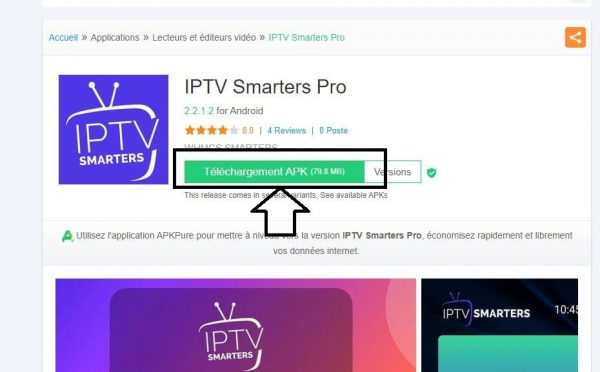 Accueil » Applications » Lecteurs et éditeurs vidéo » IPTV Smarters Pro
IPTV
SMARTERS
IPTV Smarters Pro
2.2.1.2 for Android
8.0 | 4 Reviews | 0 Poste
WHMCS SMARTERS
Téléchargement APK (79.8 MB) Versions
This release comes in several variants, See available APKs
Utilisez l'application APKPure pour mettre à niveau vers la version IPTV Smarters Pro, économisez rapidement et librement
vos données internet.
IPTV
SMARTERS
IPTV SMARTERS
10:45